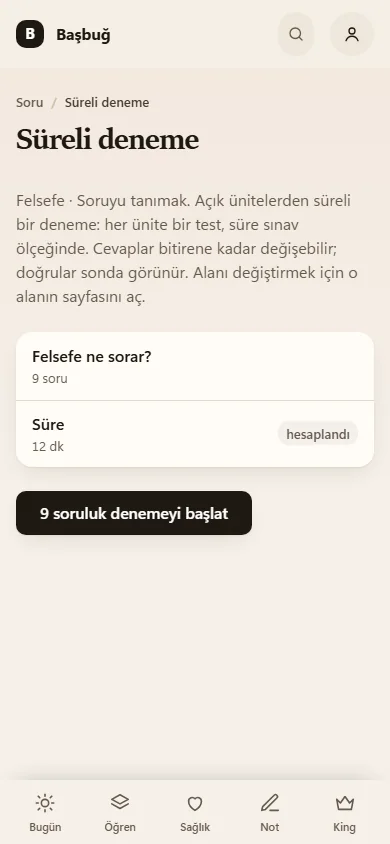 B Başbuğ
Soru / Süreli deneme
Süreli deneme
Felsefe · Soruyu tanımak. Açık ünitelerden süreli
bir deneme: her ünite bir test, süre sınav
ölçeğinde. Cevaplar bitirene kadar değişebilir;
doğrular sonda görünür. Alanı değiştirmek için o
alanın sayfasını aç.
Felsefe ne sorar?
9 soru
Süre
12 dk
hesaplandı
9 soruluk denemeyi başlat
Bugün Öğren Sağlık Not King